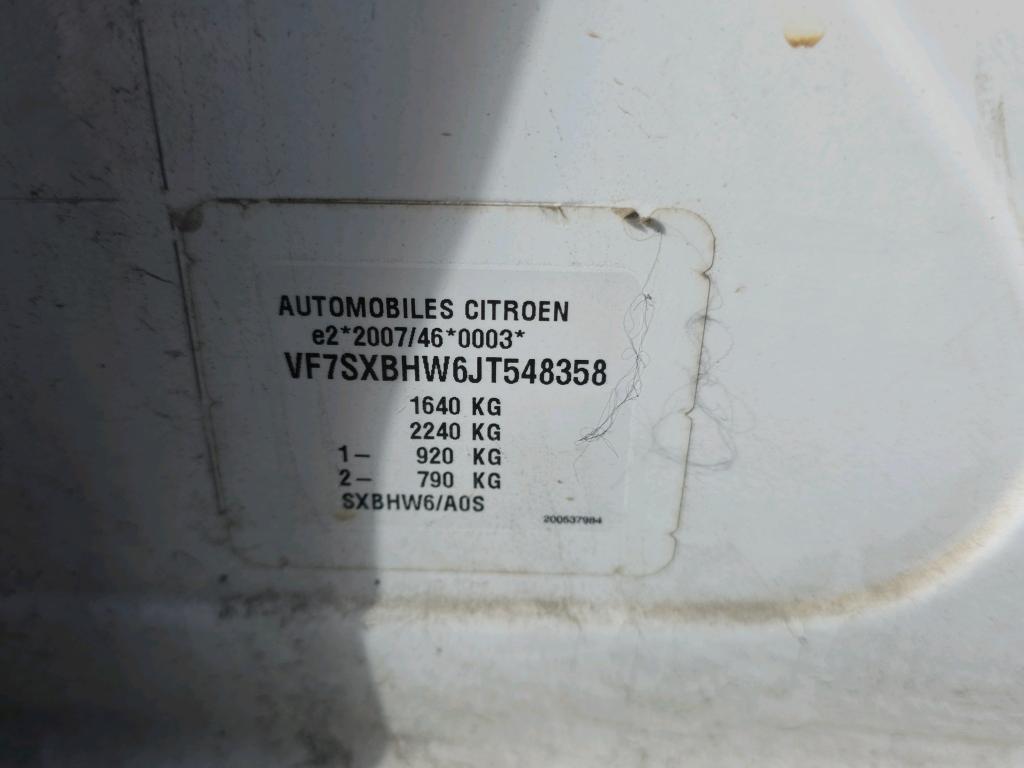 AUTOMOBILES CITROEN
e2*2007/46*0003*
VF7SXBHW6JT548358
1640 KG
2240 KG
1- 920 KG
2- 790 KG
SXBHW6/A0S
200537984